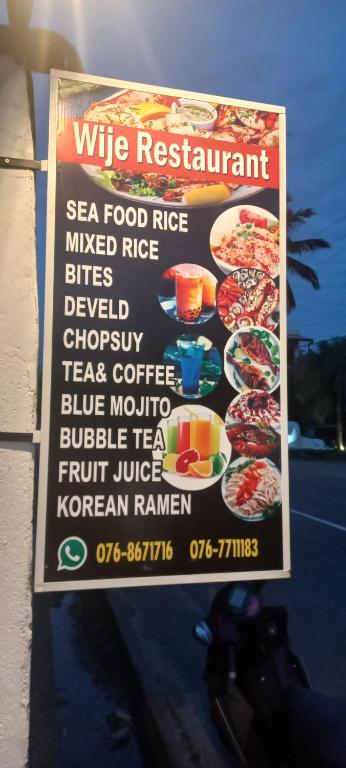 Wije Restaurant
SEA FOOD RICE
MIXED RICE
BITES
DEVELD
CHOPSUY
TEA& COFFEE
BLUE MOJITO
BUBBLE TEA
FRUIT JUICE
KOREAN RAMEN
076-8671716 076-7711183